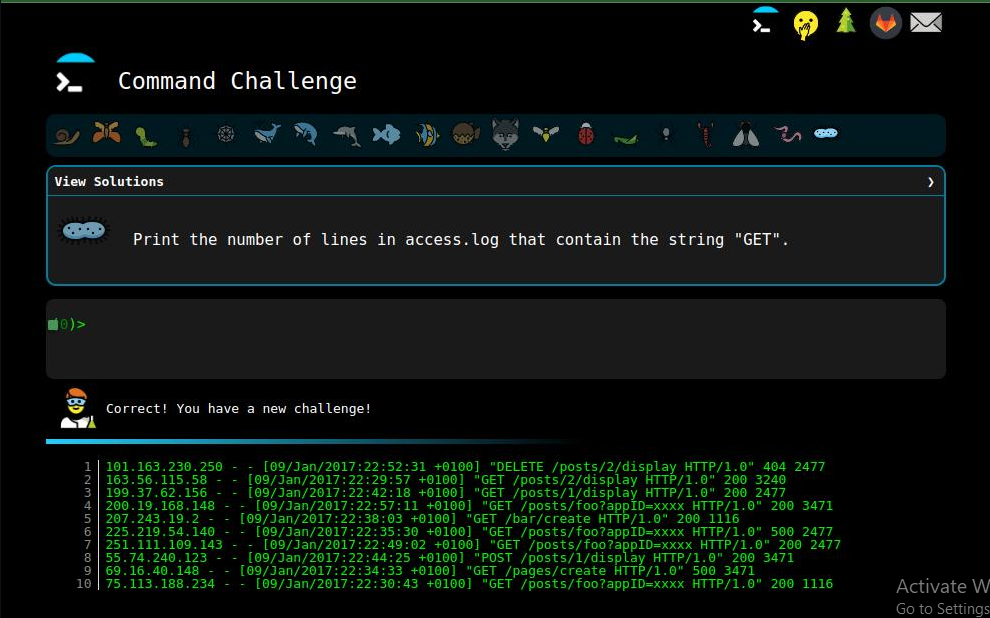 Command Challenge
View Solutions
Print the number of lines in access.log that contain the string "GET".
(0)>
Correct! You have a new challenge!
1 101.163.230.250 - - [09/Jan/2017:22:52:31 +0100] "DELETE /posts/2/display HTTP/1.0" 404 2477
2 163.56.115.58 - - [09/Jan/2017:22:29:57 +0100] "GET /posts/2/display HTTP/1.0" 200 3240
3 199.37.62.156 - - [09/Jan/2017:22:42:18 +0100] "GET /posts/1/display HTTP/1.0" 200 2477
4 200.19.168.148 - - [09/Jan/2017:22:57:11 +0100] "GET /posts/foo?appID=xxxx HTTP/1.0" 200 3471
5 207.243.19.2 - - [09/Jan/2017:22:38:03 +0100] "GET /bar/create HTTP/1.0" 200 1116
6 225.219.54.140 - - [09/Jan/2017:22:35:30 +0100] "GET /posts/foo?appID=xxxx HTTP/1.0" 500 2477
7 251.111.109.143 - - [09/Jan/2017:22:49:02 +0100] "GET /posts/foo?appID=xxxx HTTP/1.0" 200 2477
8 55.74.240.123 - - [09/Jan/2017:22:44:25 +0100] "POST /posts/1/display HTTP/1.0" 200 3471
9 69.16.40.148 - - [09/Jan/2017:22:34:33 +0100] "GET /pages/create HTTP/1.0" 500 3471
10 75.113.188.234 - - [09/Jan/2017:22:30:43 +0100] "GET /posts/foo?appID=xxxx HTTP/1.0" 200 1116
Activate W
Go to Settings